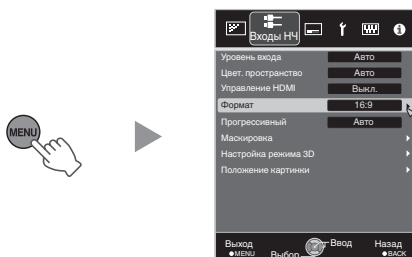 MENU
Входы НЧ
Уровень входа Авто
Цвет. пространство Авто
Управление HDMI Выкл.
Формат 16:9
Прогрессивный Авто
Маскировка
Настройка режима 3D
Положение картинки
Выход Ввод Назад
●MENU Выбор ●BACK